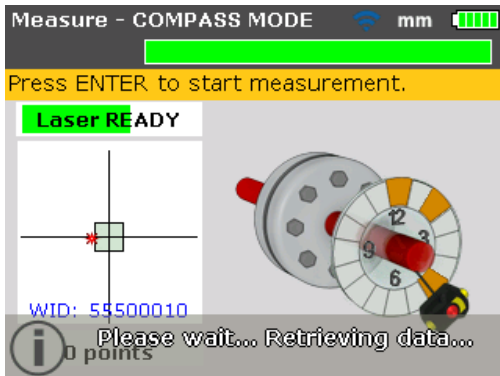 Measure - COMPASS MODE mm
Press ENTER to start measurement.
Laser READY
12
3
9
6
WID: 55500010
Please wait... Retrieving data...
0 points